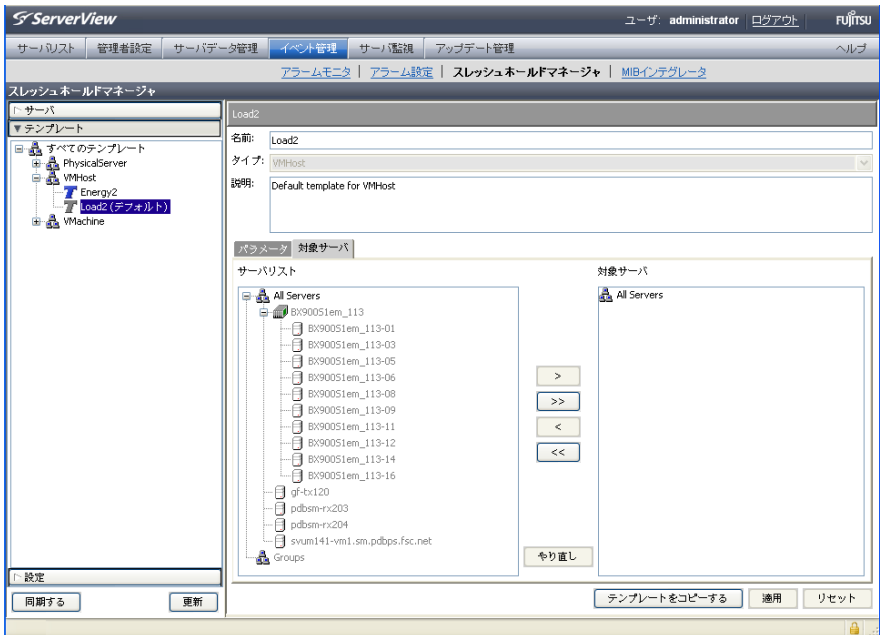 ServerView
ユーザ: administrator ログアウト FUJITSU
サーバリスト 管理者設定 サーバデータ管理 イベント管理 サーバ監視 アップデート管理 ヘルプ
アラームモニタ | アラーム設定 | スレッシュホールドマネージャ | MIBインテグレータ
スレッシュホールドマネージャ
サーバ
テンプレート
すべてのテンプレート
PhysicalServer
VMHost
Energy2
Load2 (デフォルト)
VMachine
設定
同期する 更新
Load2
名前: Load2
タイプ: VMHost
説明: Default template for VMHost
パラメータ 対象サーバ
サーバリスト
All Servers
BX900S1em_113
BX900S1em_113-01
BX900S1em_113-03
BX900S1em_113-05
BX900S1em_113-06
BX900S1em_113-08
BX900S1em_113-09
BX900S1em_113-11
BX900S1em_113-12
BX900S1em_113-14
BX900S1em_113-16
gf-tx120
pdbsm-rx203
pdbsm-rx204
svum141-vm1.sm.pdbps.fsc.net
Groups
>
>>
<
<<
やり直し
対象サーバ
All Servers
テンプレートをコピーする 適用 リセット